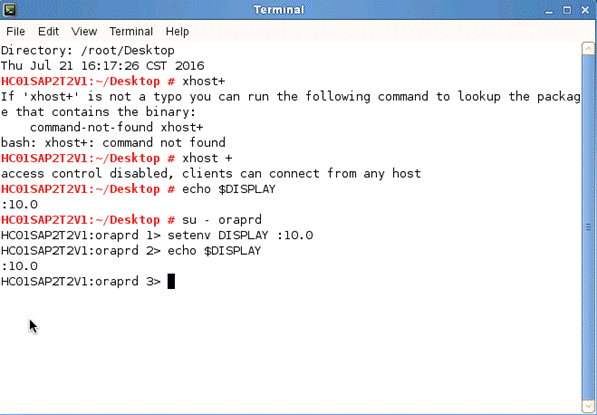 Terminal
File Edit View Terminal Help
Directory: /root/Desktop
Thu Jul 21 16:17:26 CST 2016
HC01SAP2T2V1:~/Desktop # xhost+
If 'xhost+' is not a typo you can run the following command to lookup the packag
e that contains the binary:
    command-not-found xhost+
bash: xhost+: command not found
HC01SAP2T2V1:~/Desktop # xhost +
access control disabled, clients can connect from any host
HC01SAP2T2V1:~/Desktop # echo $DISPLAY
:10.0
HC01SAP2T2V1:~/Desktop # su - oraprd
HC01SAP2T2V1:oraprd 1> setenv DISPLAY :10.0
HC01SAP2T2V1:oraprd 2> echo $DISPLAY
:10.0
HC01SAP2T2V1:oraprd 3>